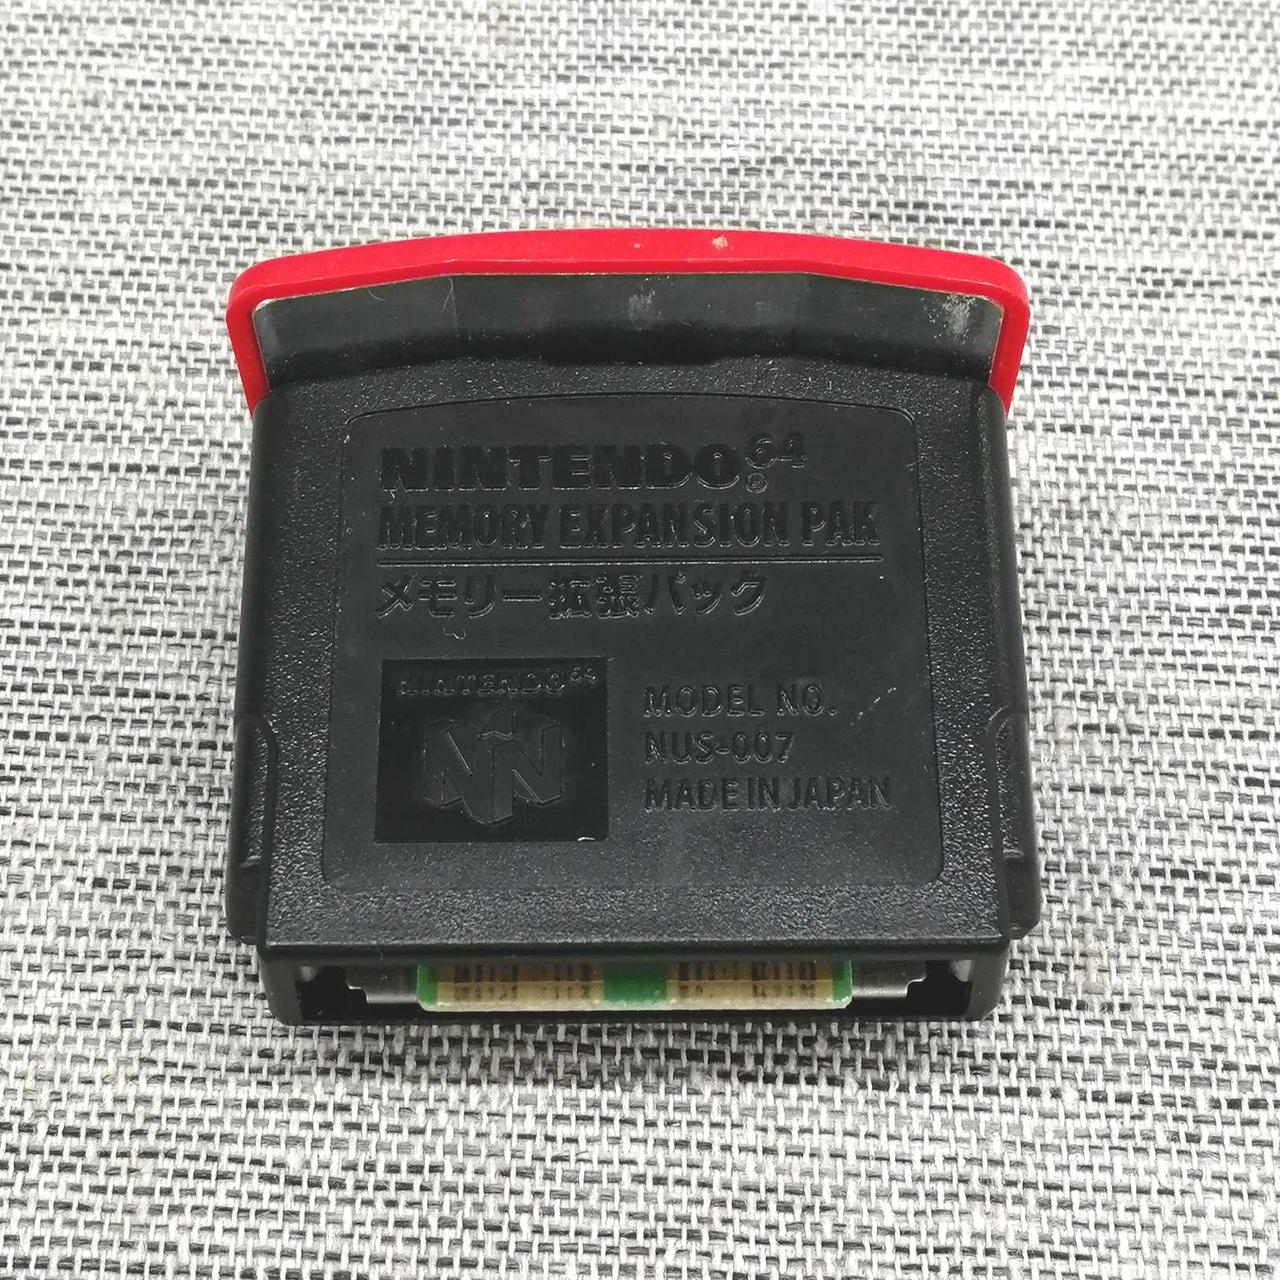 NINTENDO64®
MEMORY EXPANSION PAK
メモリー拡張パック
NINTENDO64
MODEL NO.
NUS-007
MADE IN JAPAN